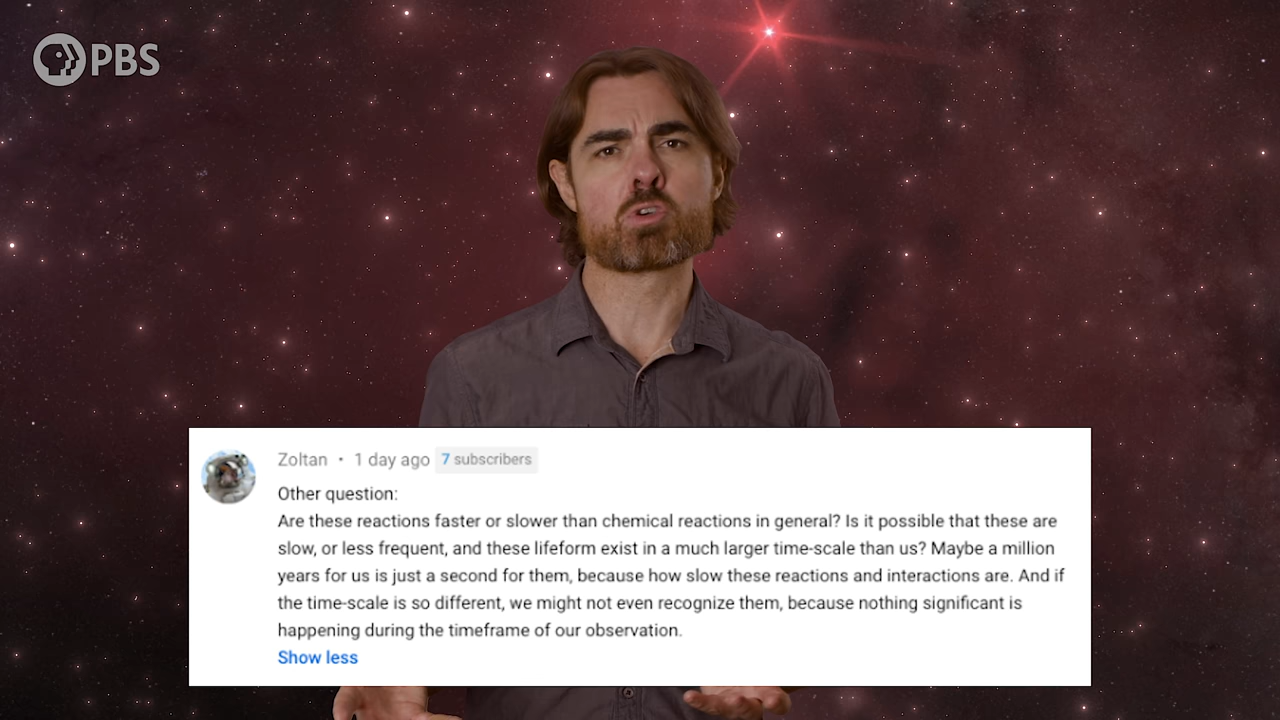 PBS
Zoltan • 1 day ago 7 subscribers
Other question:
Are these reactions faster or slower than chemical reactions in general? Is it possible that these are
slow, or less frequent, and these lifeform exist in a much larger time-scale than us? Maybe a million
years for us is just a second for them, because how slow these reactions and interactions are. And if
the time-scale is so different, we might not even recognize them, because nothing significant is
happening during the timeframe of our observation.
Show less